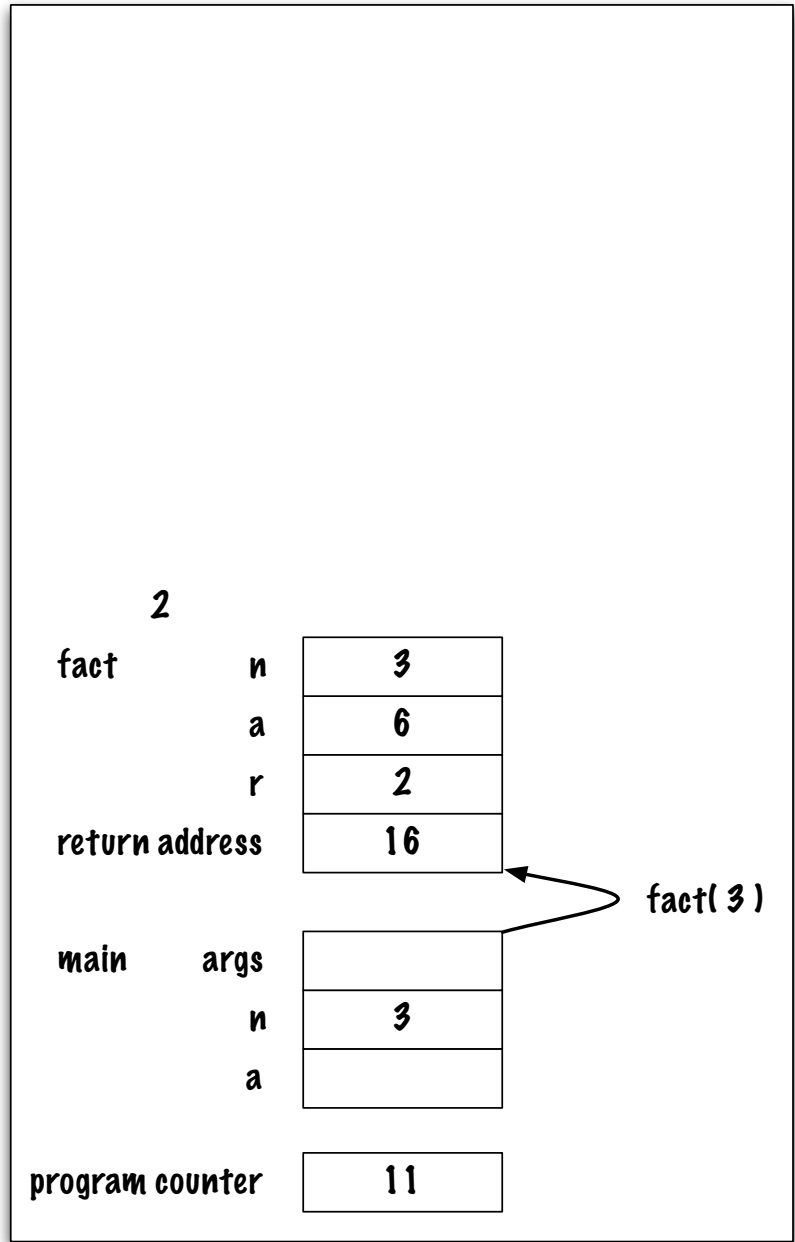 2
fact n 3
a 6
r 2
return address 16
fact( 3 )
main args
n 3
a
program counter 11